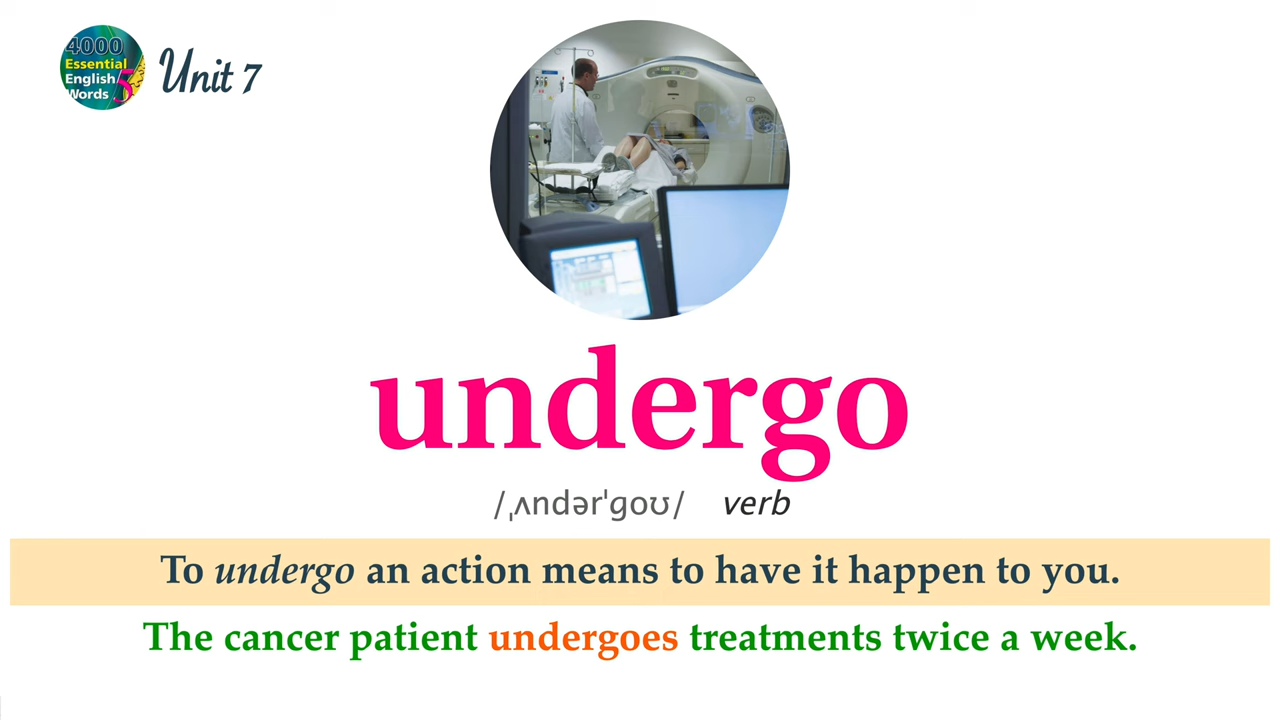 4000
Essential
English
Words 5
Unit 7
undergo
/ˌʌndərˈɡoʊ/ verb
To undergo an action means to have it happen to you.
The cancer patient undergoes treatments twice a week.